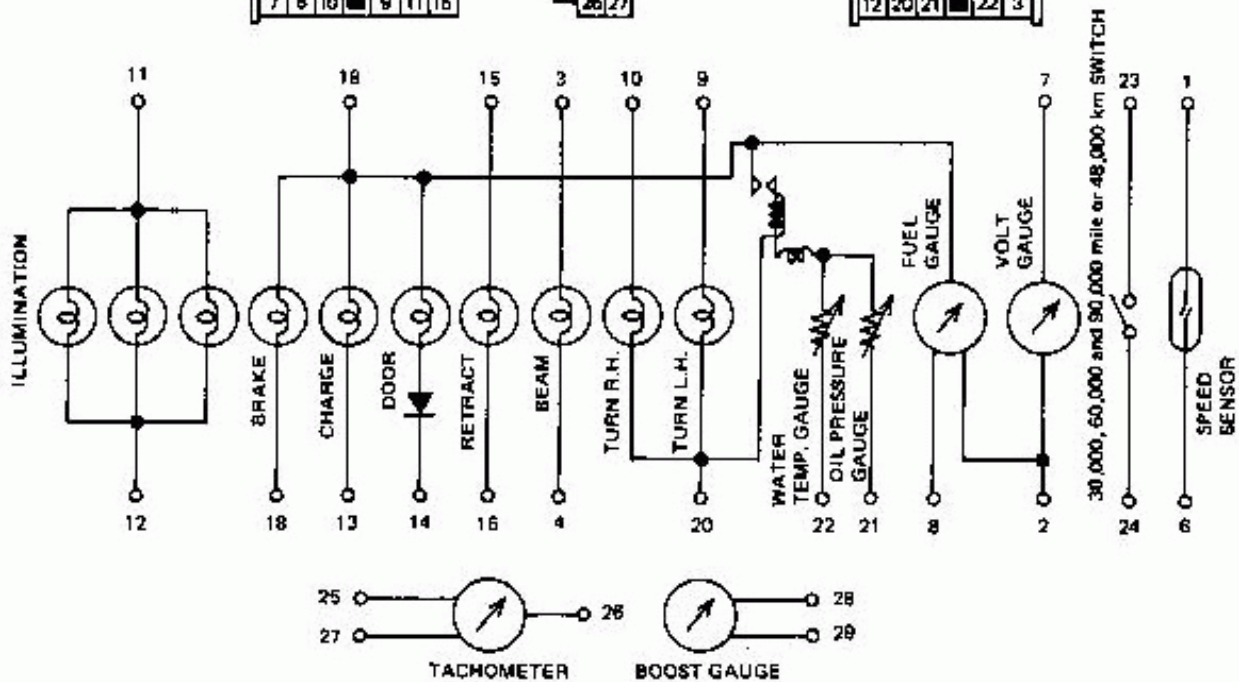 7 8 10 9 11 15
26 27
12 20 21 22 3
11 18 15 3 10 9 7 23 1
ILLUMINATION
BRAKE
CHARGE
DOOR
RETRACT
BEAM
TURN R.H.
TURN L.H.
WATER
TEMP. GAUGE
OIL PRESSURE
GAUGE
FUEL
GAUGE
VOLT
GAUGE
30,000, 60,000 and 90,000 mile or 48,000 km SWITCH
SPEED
SENSOR
12 18 13 14 16 4 20 22 21 8 2 24 6
25 26 28
27 29
TACHOMETER BOOST GAUGE